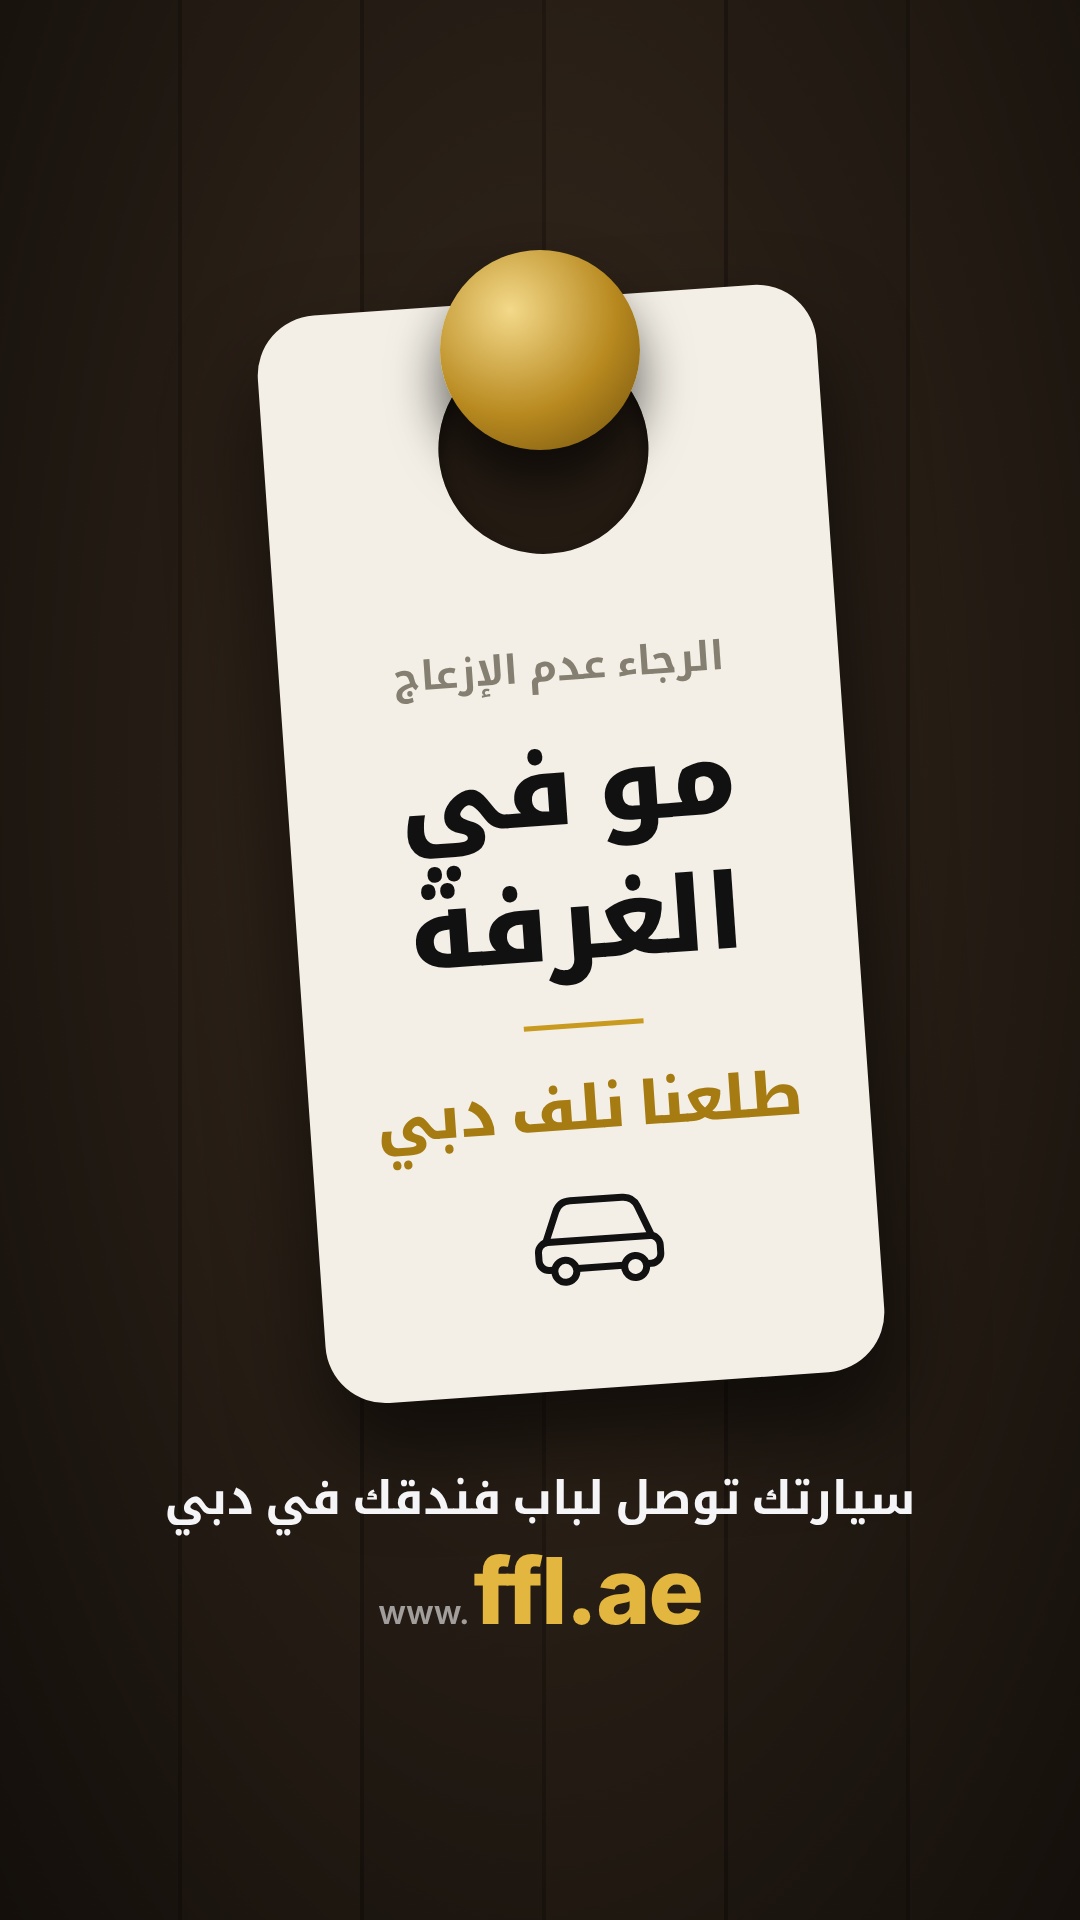 الرجاء عدم الإزعاج
مو في
الغرفة
طلعنا نلف دبي
سيارتك توصل لباب فندقك في دبي
www.ffl.ae